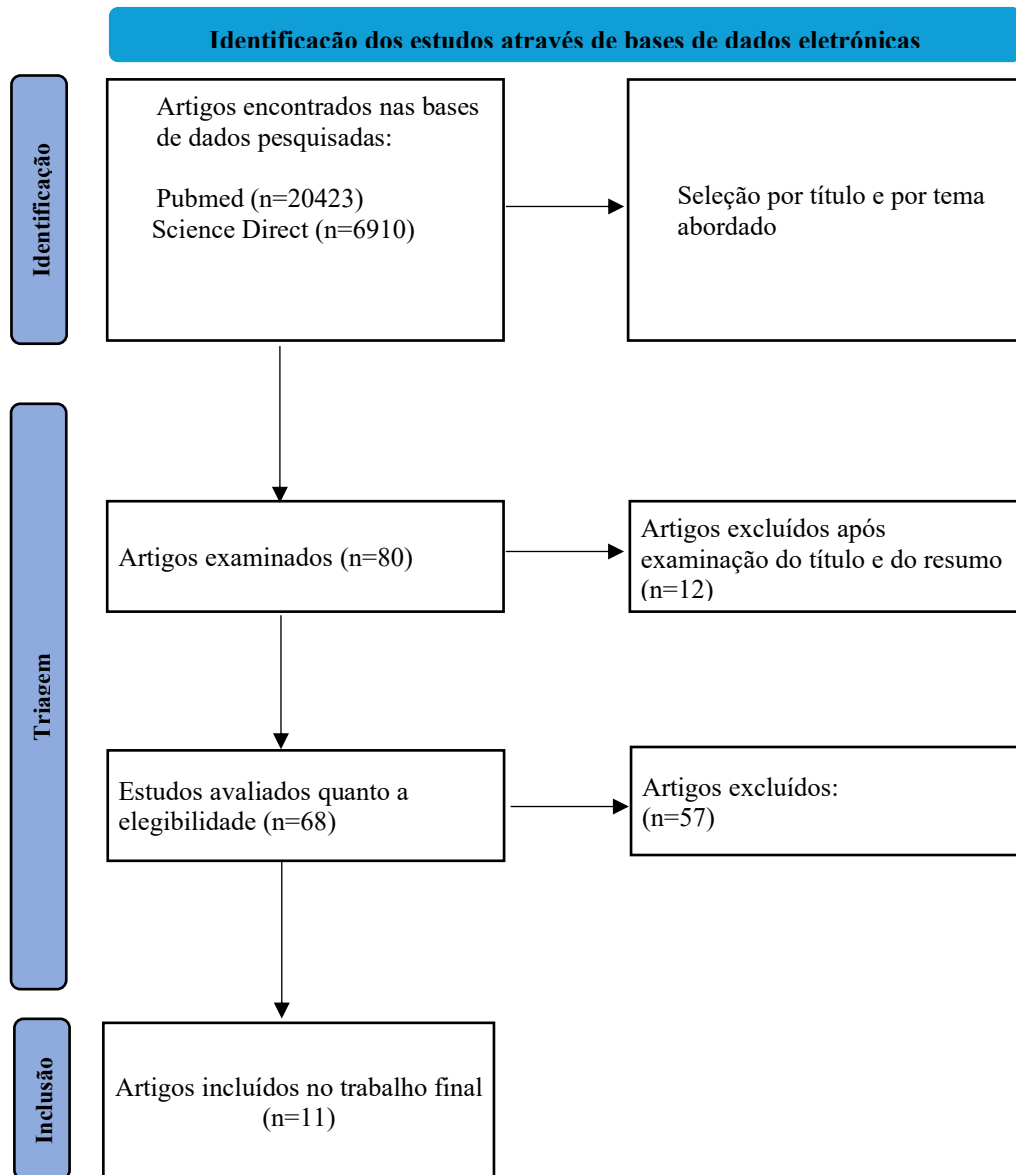 Identificação dos estudos através de bases de dados eletrónicas
Identificação
Artigos encontrados nas bases
de dados pesquisadas:
Pubmed (n=20423)
Science Direct (n=6910)
Seleção por título e por tema
abordado
Triagem
Artigos examinados (n=80)
Artigos excluídos após
examinação do título e do resumo
(n=12)
Estudos avaliados quanto a
elegibilidade (n=68)
Artigos excluídos:
(n=57)
Inclusão
Artigos incluídos no trabalho final
(n=11)